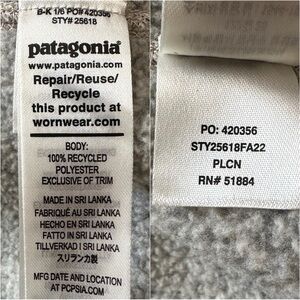 B-K 1/6 PO# 420356
STY# 25618
patagonia®
www.patagonia.com
Repair/Reuse/
Recycle
this product at
wornwear.com
BODY:
100% RECYCLED
POLYESTER
EXCLUSIVE OF TRIM
MADE IN SRI LANKA
FABRIQUÉ AU SRI LANKA
HECHO EN SRI LANKA
FATTO IN SRI LANKA
TILLVERKAD I SRI LANKA
スリランカ製
MFG DATE AND LOCATION
AT PCPSIA.COM
PO: 420356
STY25618FA22
PLCN
RN# 51884